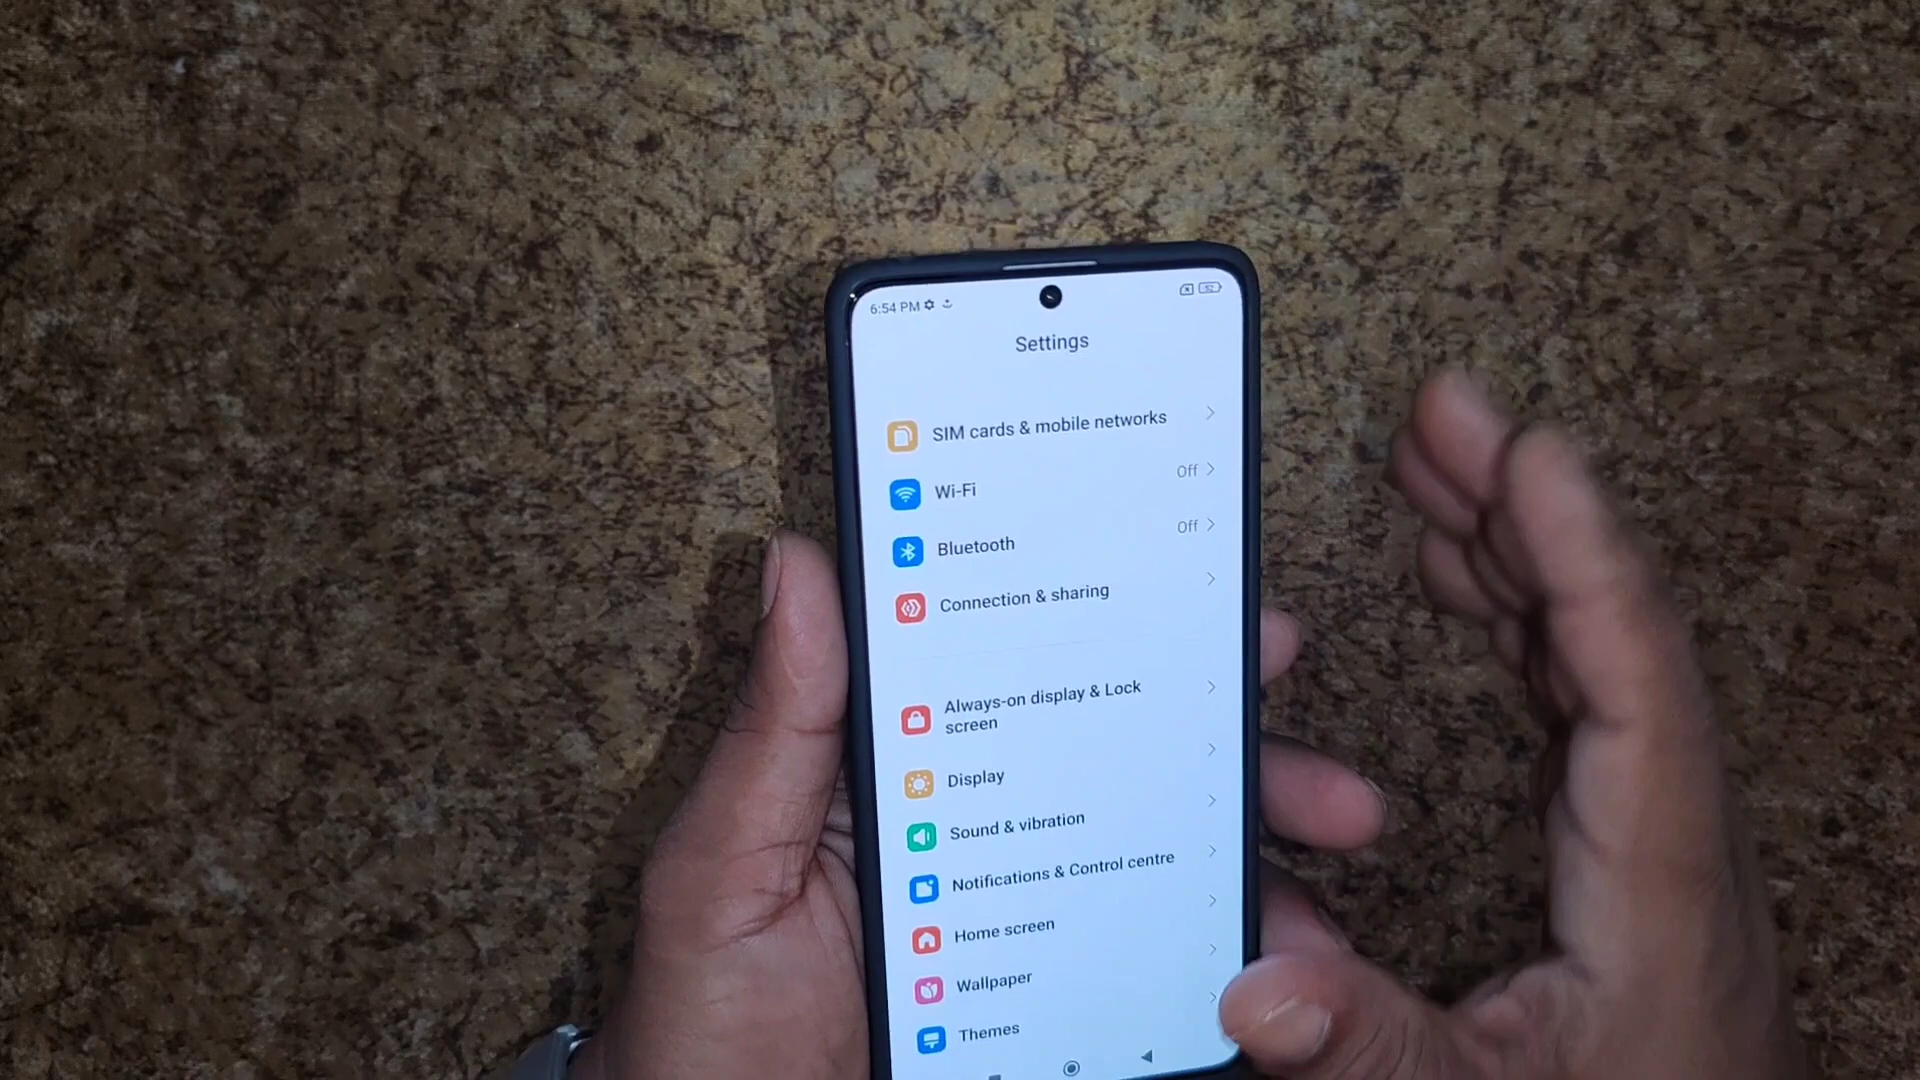 6:54 PM
52
Settings
SIM cards & mobile networks
Wi-Fi
Off
Bluetooth
Off
Connection & sharing
Always-on display & Lock
screen
Display
Sound & vibration
Notifications & Control centre
Home screen
Wallpaper
Themes